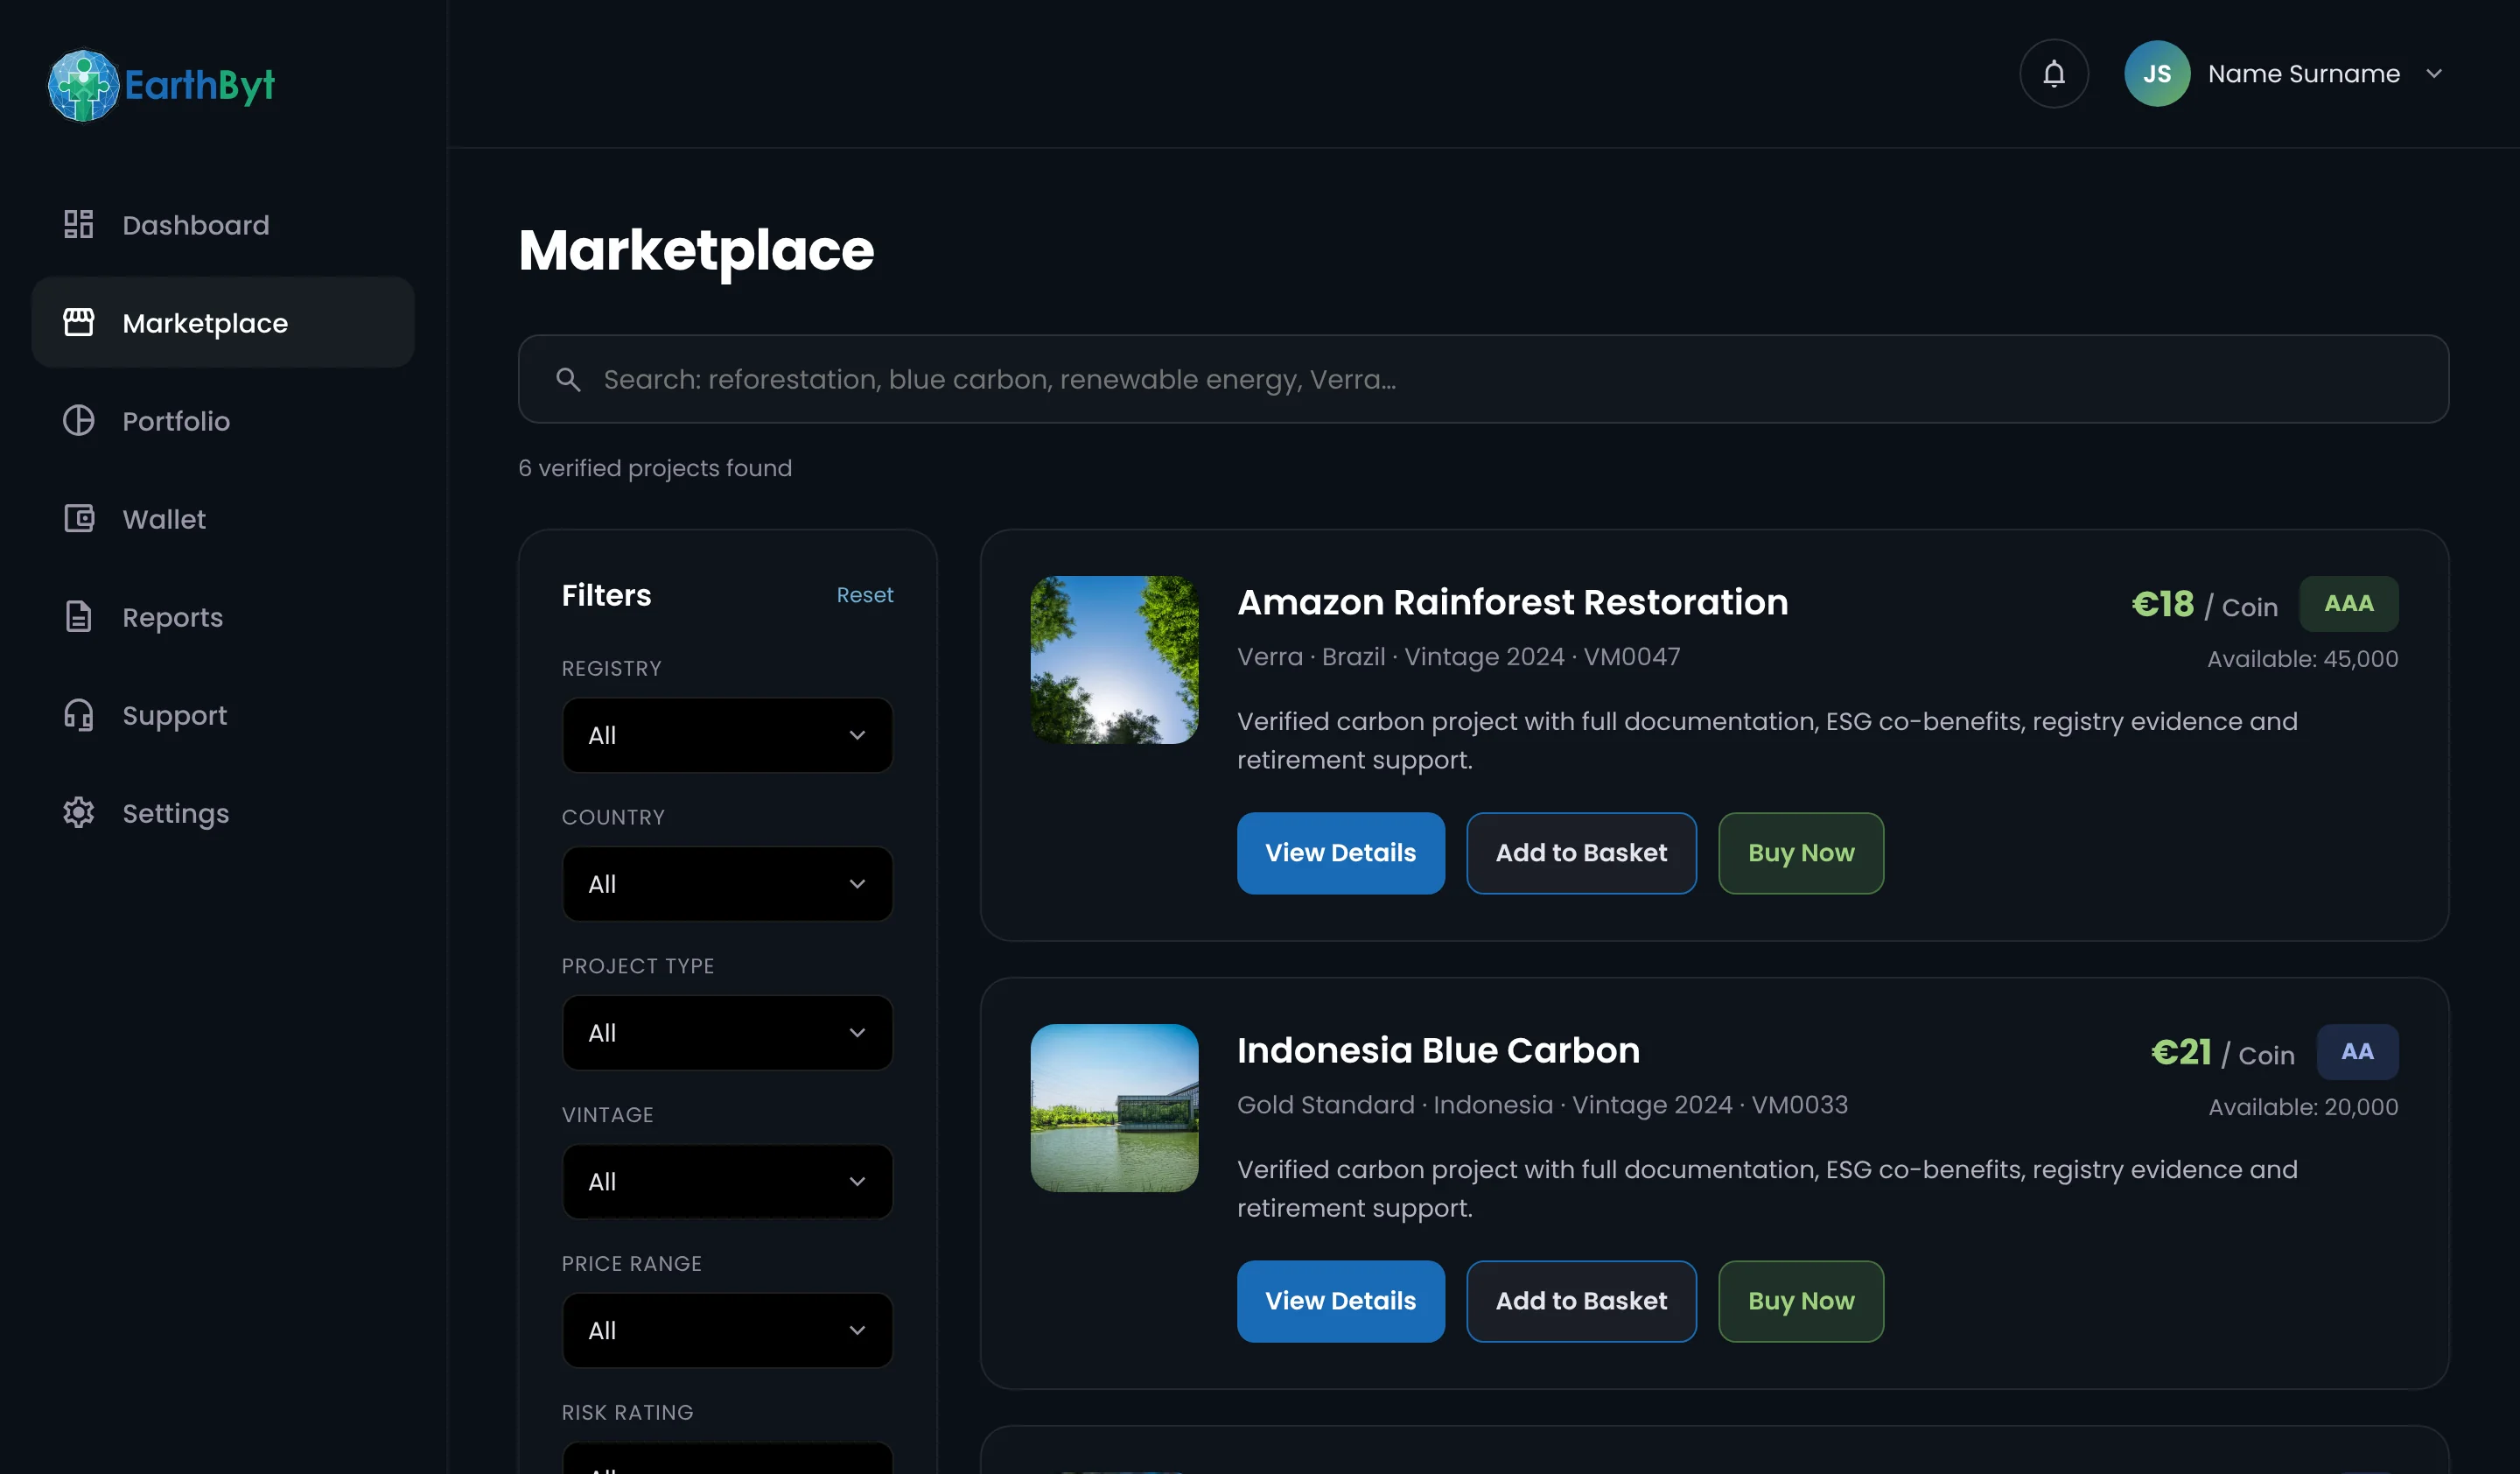 EarthByt
JS
Name Surname
Dashboard
Marketplace
Portfolio
Wallet
Reports
Support
Settings
Marketplace
Search: reforestation, blue carbon, renewable energy, Verra...
6 verified projects found
Filters
Reset
REGISTRY
All
COUNTRY
All
PROJECT TYPE
All
VINTAGE
All
PRICE RANGE
All
RISK RATING
All
Amazon Rainforest Restoration
€18 / Coin
AAA
Verra · Brazil · Vintage 2024 · VM0047
Available: 45,000
Verified carbon project with full documentation, ESG co-benefits, registry evidence and
retirement support.
View Details
Add to Basket
Buy Now
Indonesia Blue Carbon
€21 / Coin
AA
Gold Standard · Indonesia · Vintage 2024 · VM0033
Available: 20,000
Verified carbon project with full documentation, ESG co-benefits, registry evidence and
retirement support.
View Details
Add to Basket
Buy Now